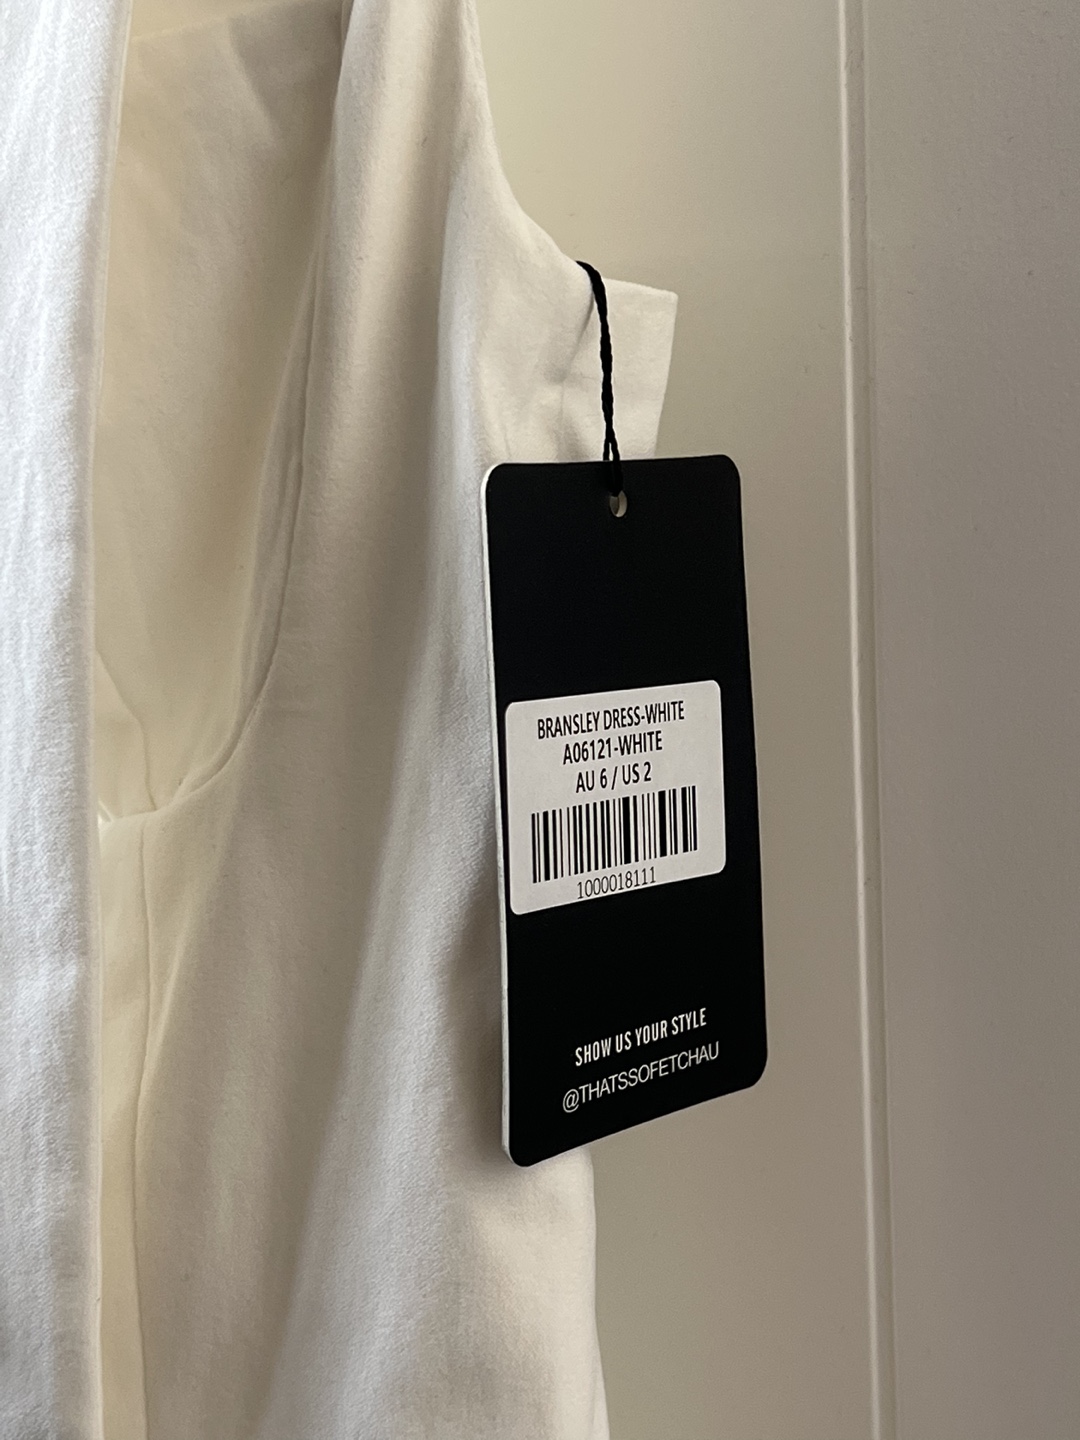 BRANSLEY DRESS-WHITE
A06121-WHITE
AU 6 / US 2
1000018111
SHOW US YOUR STYLE
@THATSSOFETCHAU